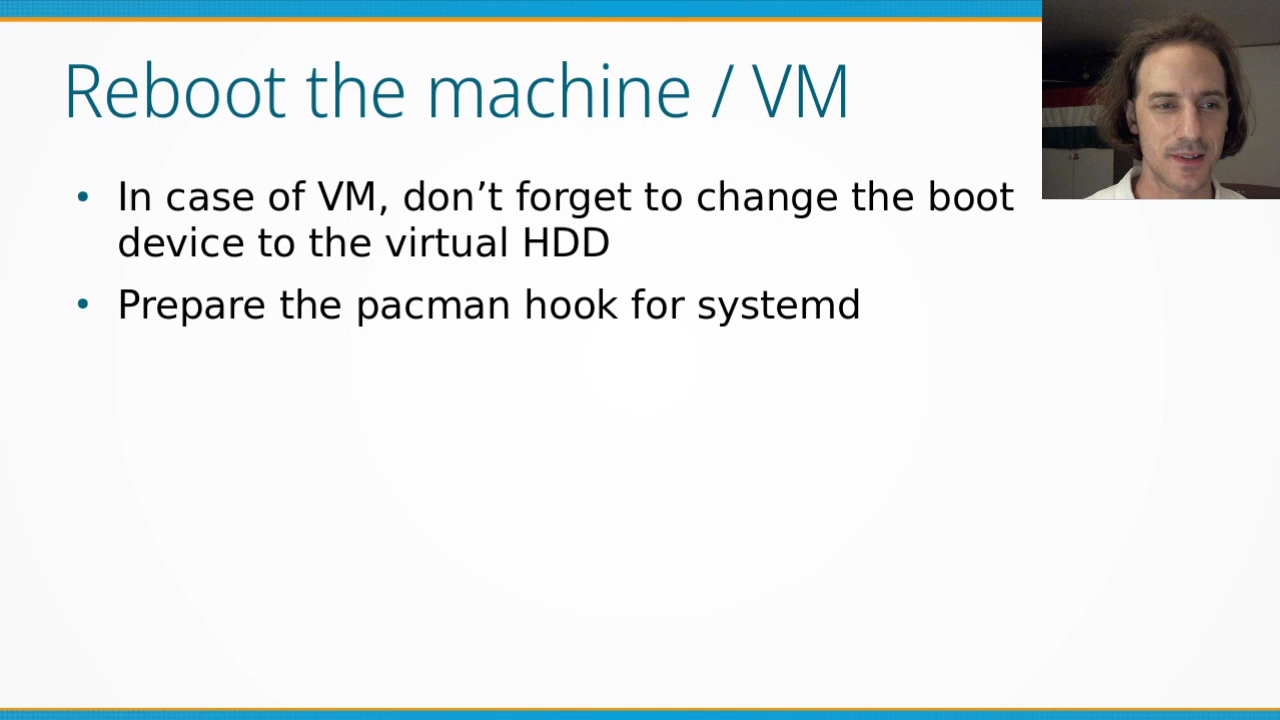 Reboot the machine / VM
• In case of VM, don’t forget to change the boot
device to the virtual HDD
• Prepare the pacman hook for systemd